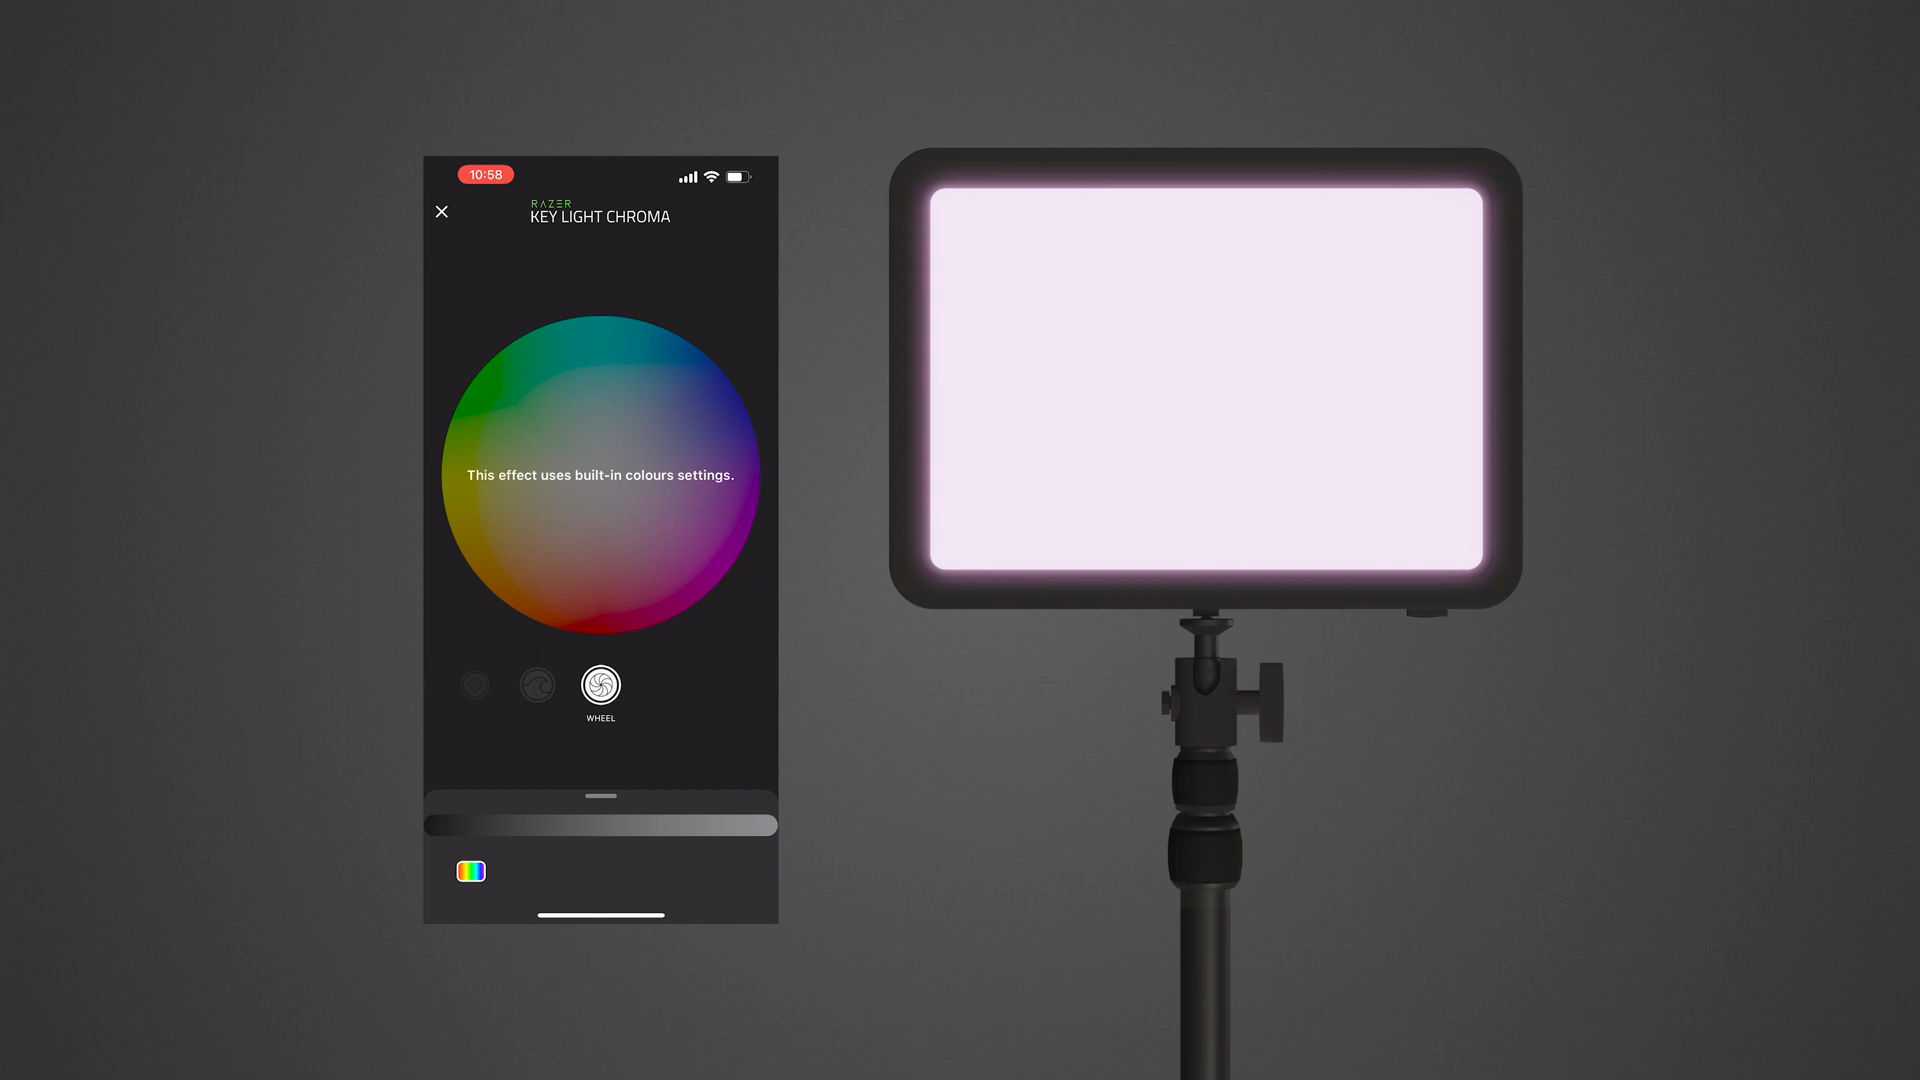 10:58
RAZER
KEY LIGHT CHROMA
This effect uses built-in colours settings.
WHEEL